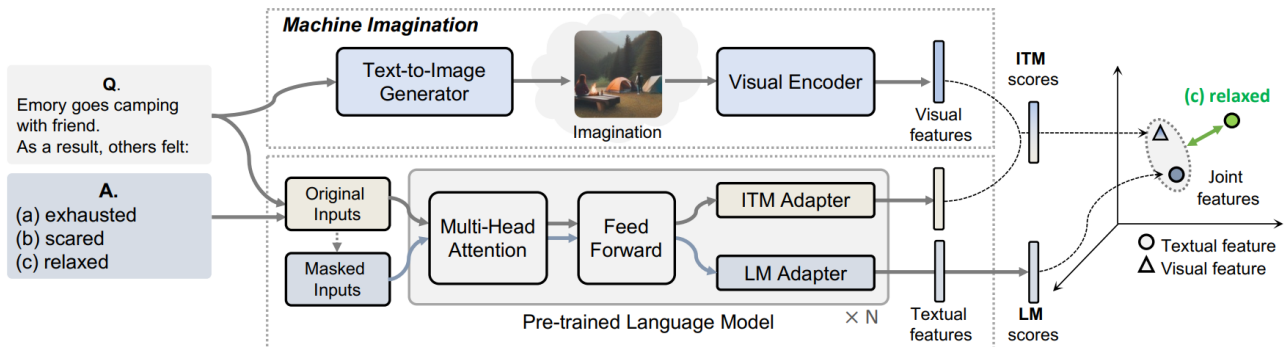 Machine Imagination
Q.
Emory goes camping
with friend.
As a result, others felt:
A.
(a) exhausted
(b) scared
(c) relaxed
Text-to-Image
Generator
Imagination
Visual Encoder
Visual
features
ITM
scores
Original
Inputs
Masked
Inputs
Multi-Head
Attention
Feed
Forward
ITM Adapter
LM Adapter
× N
Pre-trained Language Model
Textual
features
LM
scores
(c) relaxed
Joint
features
Textual feature
Visual feature